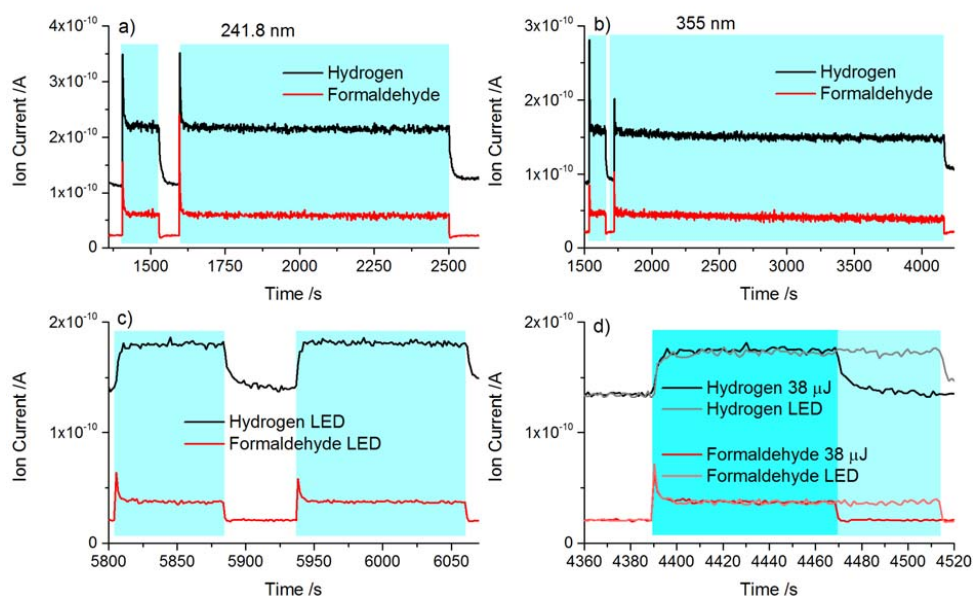 a)
241.8 nm
4x10⁻¹⁰
3x10⁻¹⁰
2x10⁻¹⁰
1x10⁻¹⁰
0
Ion Current /A
Hydrogen
Formaldehyde
1500 1750 2000 2250 2500
Time /s
b)
355 nm
3x10⁻¹⁰
2x10⁻¹⁰
1x10⁻¹⁰
0
Ion Current /A
Hydrogen
Formaldehyde
1500 2000 2500 3000 3500 4000
Time /s
c)
2x10⁻¹⁰
1x10⁻¹⁰
0
Ion Current /A
Hydrogen LED
Formaldehyde LED
5800 5850 5900 5950 6000 6050
Time /s
d)
2x10⁻¹⁰
1x10⁻¹⁰
0
Ion Current /A
Hydrogen 38 μJ
Hydrogen LED
Formaldehyde 38 μJ
Formaldehyde LED
4360 4380 4400 4420 4440 4460 4480 4500 4520
Time /s